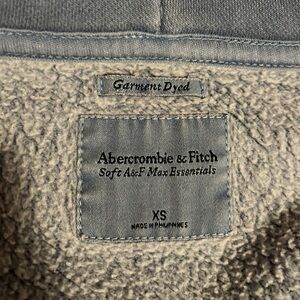 Garment Dyed
Abercrombie & Fitch
Soft A&F Max Essentials
XS
MADE IN PHILIPPINES